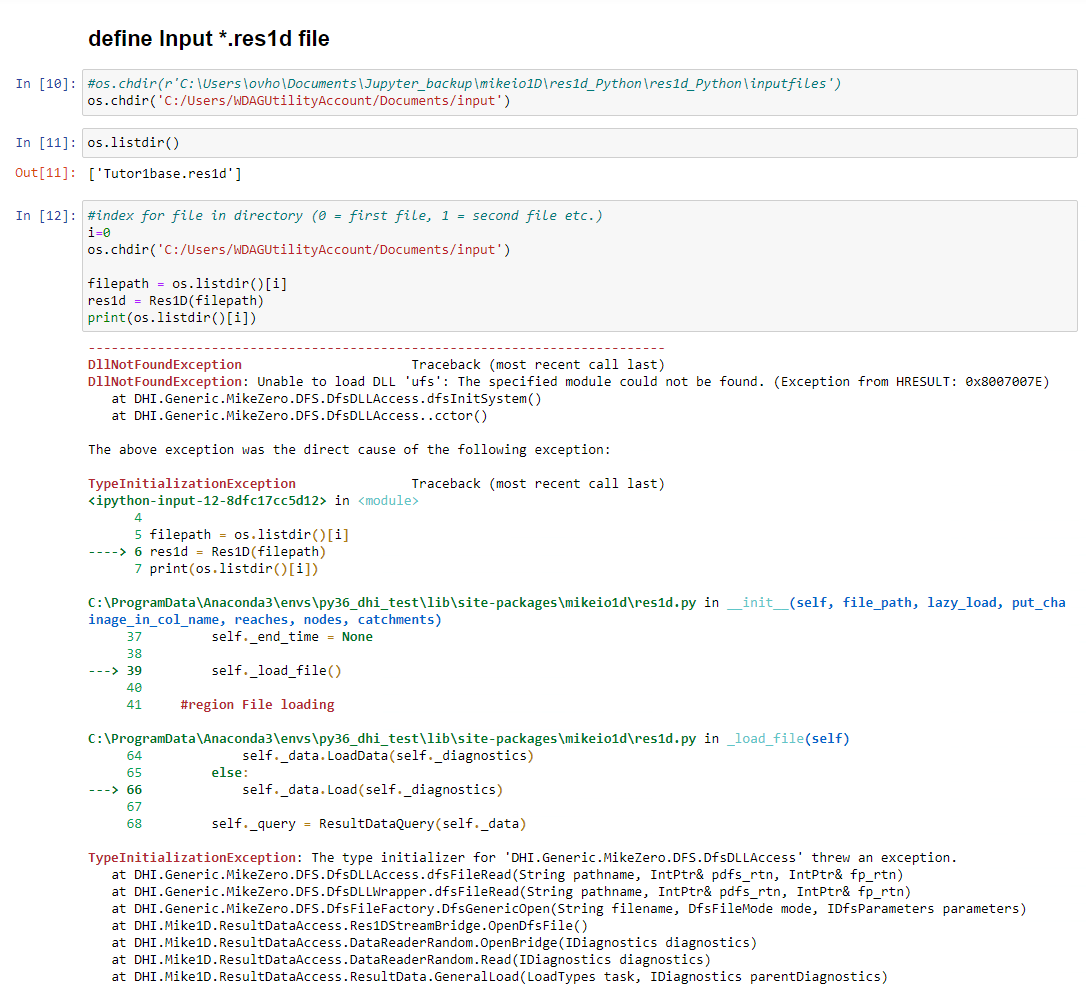 define Input *.res1d file
In [10]: #os.chdir(r'C:\Users\ovho\Documents\Jupyter_backup\mikeio1D\res1d_Python\res1d_Python\inputfiles')
os.chdir('C:/Users/WDAGUtilityAccount/Documents/input')
In [11]: os.listdir()
Out[11]: ['Tutor1base.res1d']
In [12]: #index for file in directory (0 = first file, 1 = second file etc.)
i=0
os.chdir('C:/Users/WDAGUtilityAccount/Documents/input')
filepath = os.listdir()[i]
res1d = Res1D(filepath)
print(os.listdir()[i])
---------------------------------------------------------------------------
DllNotFoundException                      Traceback (most recent call last)
DllNotFoundException: Unable to load DLL 'ufs': The specified module could not be found. (Exception from HRESULT: 0x8007007E)
   at DHI.Generic.MikeZero.DFS.DfsDLLAccess.dfsInitSystem()
   at DHI.Generic.MikeZero.DFS.DfsDLLAccess..cctor()
The above exception was the direct cause of the following exception:
TypeInitializationException               Traceback (most recent call last)
<ipython-input-12-8dfc17cc5d12> in <module>
      4
      5 filepath = os.listdir()[i]
----> 6 res1d = Res1D(filepath)
      7 print(os.listdir()[i])
C:\ProgramData\Anaconda3\envs\py36_dhi_test\lib\site-packages\mikeio1d\res1d.py in __init__(self, file_path, lazy_load, put_cha
inage_in_col_name, reaches, nodes, catchments)
     37         self._end_time = None
     38
---> 39         self._load_file()
     40
     41     #region File loading
C:\ProgramData\Anaconda3\envs\py36_dhi_test\lib\site-packages\mikeio1d\res1d.py in _load_file(self)
     64             self._data.LoadData(self._diagnostics)
     65         else:
---> 66             self._data.Load(self._diagnostics)
     67
     68         self._query = ResultDataQuery(self._data)
TypeInitializationException: The type initializer for 'DHI.Generic.MikeZero.DFS.DfsDLLAccess' threw an exception.
   at DHI.Generic.MikeZero.DFS.DfsDLLAccess.dfsFileRead(String pathname, IntPtr& pdfs_rtn, IntPtr& fp_rtn)
   at DHI.Generic.MikeZero.DFS.DfsDLLWrapper.dfsFileRead(String pathname, IntPtr& pdfs_rtn, IntPtr& fp_rtn)
   at DHI.Generic.MikeZero.DFS.DfsFileFactory.DfsGenericOpen(String filename, DfsFileMode mode, IDfsParameters parameters)
   at DHI.Mike1D.ResultDataAccess.Res1DStreamBridge.OpenDfsFile()
   at DHI.Mike1D.ResultDataAccess.DataReaderRandom.OpenBridge(IDiagnostics diagnostics)
   at DHI.Mike1D.ResultDataAccess.DataReaderRandom.Read(IDiagnostics diagnostics)
   at DHI.Mike1D.ResultDataAccess.ResultData.GeneralLoad(LoadTypes task, IDiagnostics parentDiagnostics)